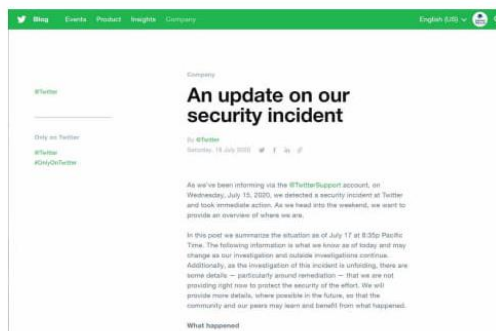 Blog Events Product Insights Company English (US)
Company
@Twitter
An update on our
security incident
Only on Twitter
By @Twitter
Saturday, 18 July 2020
@Twitter
#OnlyOnTwitter
As we've been informing via the @TwitterSupport account, on
Wednesday, July 15, 2020, we detected a security incident at Twitter
and took immediate action. As we head into the weekend, we want to
provide an overview of where we are.
In this post we summarize the situation as of July 17 at 8:35p Pacific
Time. The following information is what we know as of today and may
change as our investigation and outside investigations continue.
Additionally, as the investigation of this incident is unfolding, there are
some details — particularly around remediation — that we are not
providing right now to protect the security of the effort. We will
provide more details, where possible in the future, so that the
community and our peers may learn and benefit from what happened.
What happened